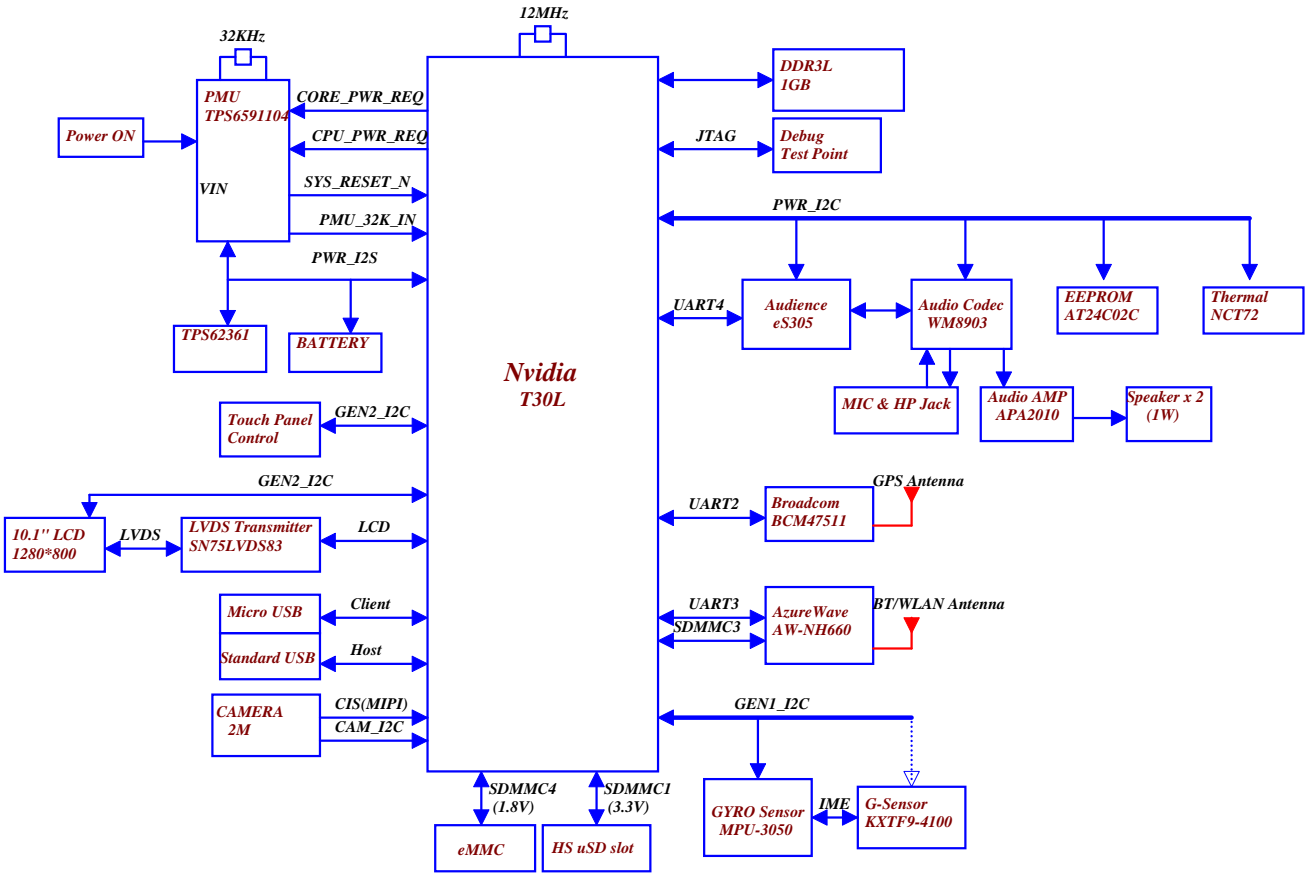 12MHz
32KHz
PMU
TPS6591104
VIN
Power ON
CORE_PWR_REQ
CPU_PWR_REQ
SYS_RESET_N
PMU_32K_IN
PWR_I2S
TPS62361
BATTERY
Touch Panel
Control
GEN2_I2C
GEN2_I2C
10.1" LCD
1280*800
LVDS
LVDS Transmitter
SN75LVDS83
LCD
Micro USB
Client
Standard USB
Host
CAMERA
2M
CIS(MIPI)
CAM_I2C
Nvidia
T30L
SDMMC4
(1.8V)
eMMC
SDMMC1
(3.3V)
HS uSD slot
DDR3L
1GB
JTAG
Debug
Test Point
PWR_I2C
UART4
Audience
eS305
Audio Codec
WM8903
EEPROM
AT24C02C
Thermal
NCT72
MIC & HP Jack
Audio AMP
APA2010
Speaker x 2
(1W)
UART2
Broadcom
BCM47511
GPS Antenna
UART3
SDMMC3
AzureWave
AW-NH660
BT/WLAN Antenna
GEN1_I2C
GYRO Sensor
MPU-3050
IME
G-Sensor
KXTF9-4100